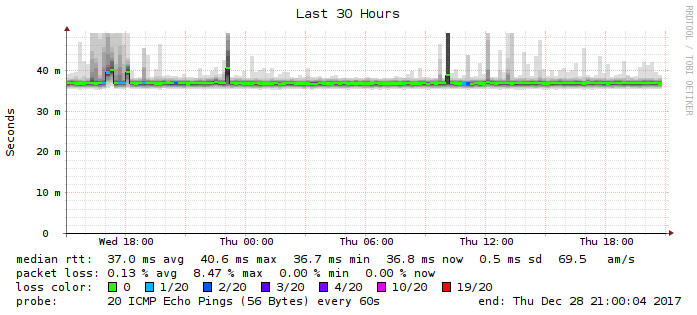 Last 30 Hours
RRDTOOL / TOBI OETIKER
Seconds
40 m
30 m
20 m
10 m
0
Wed 18:00 Thu 00:00 Thu 06:00 Thu 12:00 Thu 18:00
median rtt: 37.0 ms avg 40.6 ms max 36.7 ms min 36.8 ms now 0.5 ms sd 69.5 am/s
packet loss: 0.13 % avg 8.47 % max 0.00 % min 0.00 % now
loss color: 0 1/20 2/20 3/20 4/20 10/20 19/20
probe: 20 ICMP Echo Pings (56 Bytes) every 60s end: Thu Dec 28 21:00:04 2017